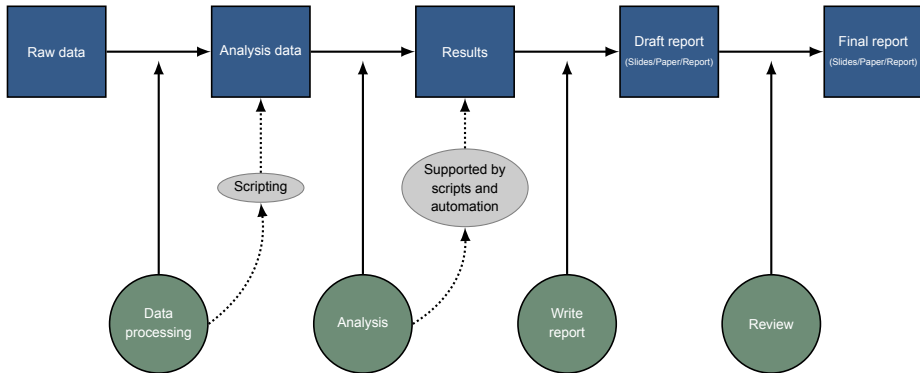 Raw data
Analysis data
Results
Draft report
(Slides/Paper/Report)
Final report
(Slides/Paper/Report)
Scripting
Supported by
scripts and
automation
Data
processing
Analysis
Write
report
Review